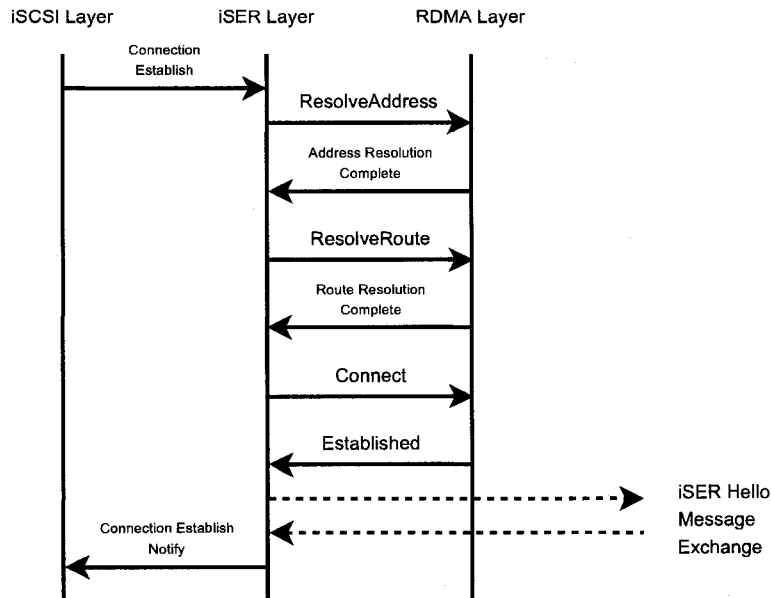 iSCSI Layer
iSER Layer
RDMA Layer
Connection
Establish
ResolveAddress
Address Resolution
Complete
ResolveRoute
Route Resolution
Complete
Connect
Established
iSER Hello
Message
Exchange
Connection Establish
Notify